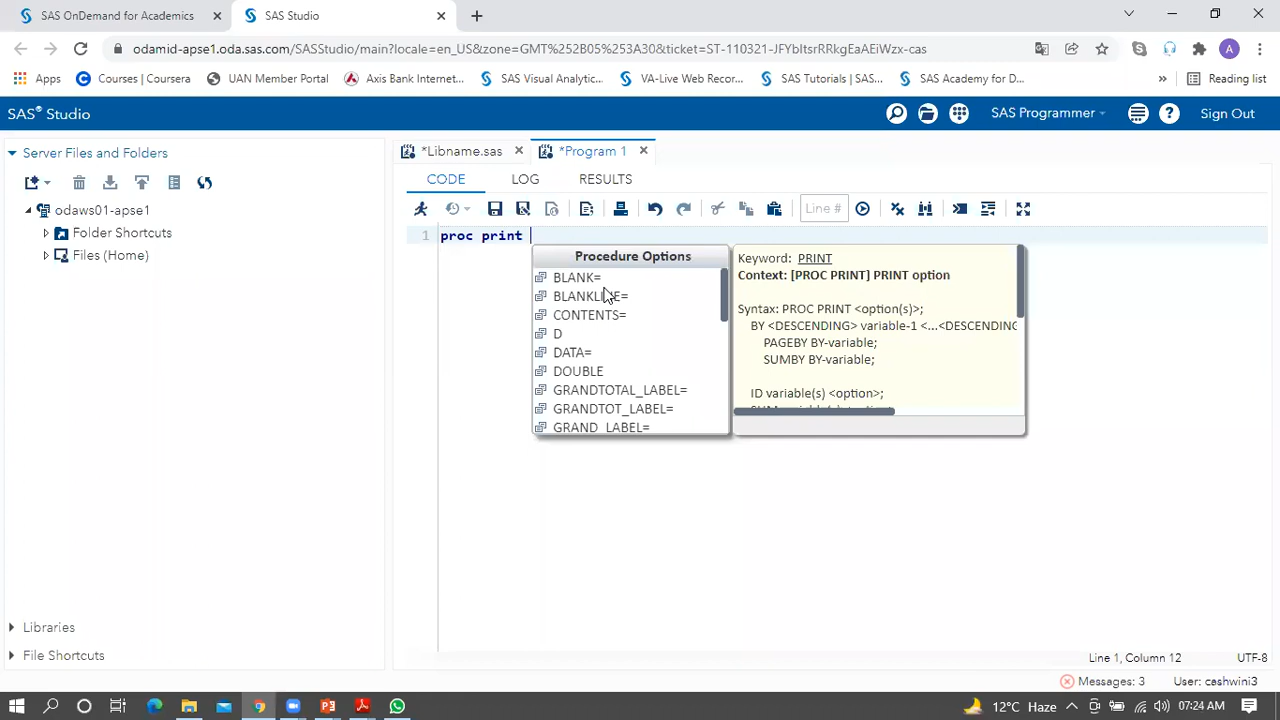 SAS OnDemand for Academics
SAS Studio
odamid-apse1.oda.sas.com/SASStudio/main?locale=en_US&zone=GMT%252B05%253A30&ticket=ST-110321-JFYbItsrRRkgEaAEiWzx-cas
A
Apps
Courses | Coursera
UAN Member Portal
Axis Bank Internet...
SAS Visual Analytic...
VA-Live Web Recor...
SAS Tutorials | SAS...
SAS Academy for D...
»
Reading list
SAS® Studio
SAS Programmer
Sign Out
Server Files and Folders
odaws01-apse1
Folder Shortcuts
Files (Home)
Libraries
File Shortcuts
*Libname.sas
*Program 1
CODE
LOG
RESULTS
Line #
1 proc print
Procedure Options
BLANK=
CONTENTS=
D
DATA=
DOUBLE
GRANDTOTAL_LABEL=
GRANDTOT_LABEL=
GRAND_LABEL=
Keyword: PRINT
Context: [PROC PRINT] PRINT option
Syntax: PROC PRINT <option(s)>;
BY <DESCENDING> variable-1 <...<DESCENDING
PAGEBY BY-variable;
SUMBY BY-variable;
ID variable(s) <option>;
Line 1, Column 12
UTF-8
Messages: 3
User: cashwini3
12°C Haze
07:24 AM